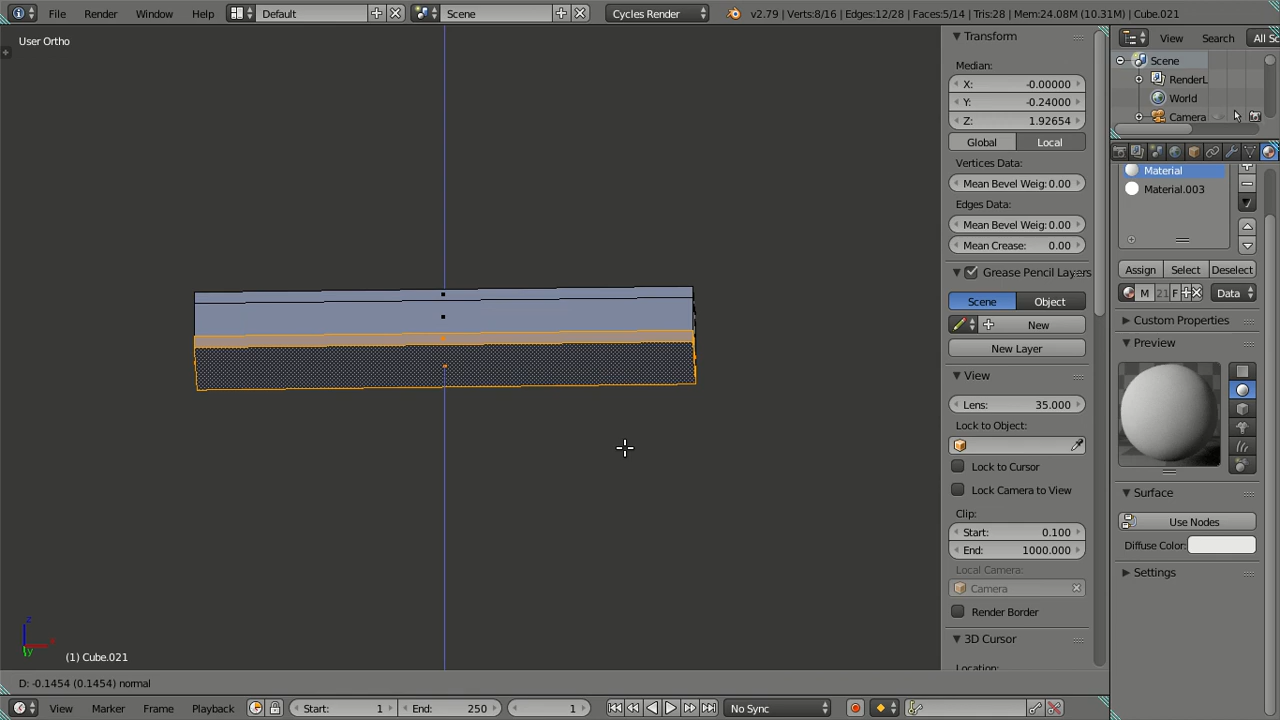 File Render Window Help Default Scene Cycles Render v2.79 | Verts:8/16 | Edges:12/28 | Faces:5/14 | Tris:28 | Mem:24.08M (10.31M) | Cube.021
User Ortho
Transform
Median:
X: -0.00000
Y: -0.24000
Z: 1.92654
Global Local
Vertices Data:
Mean Bevel Weig: 0.00
Edges Data:
Mean Bevel Weig: 0.00
Mean Crease: 0.00
Grease Pencil Layers
Scene Object
New
New Layer
View
Lens: 35.000
Lock to Object:
Lock to Cursor
Lock Camera to View
Clip:
Start: 0.100
End: 1000.000
Local Camera:
Camera
Render Border
3D Cursor
Location:
View Search All Sc
Scene
RenderL
World
Camera
Material
Material.003
Assign Select Deselect
M 21 F Data
Custom Properties
Preview
Surface
Use Nodes
Diffuse Color:
Settings
z
x
y
(1) Cube.021
D: -0.1454 (0.1454) normal
View Marker Frame Playback Start: 1 End: 250 1 No Sync